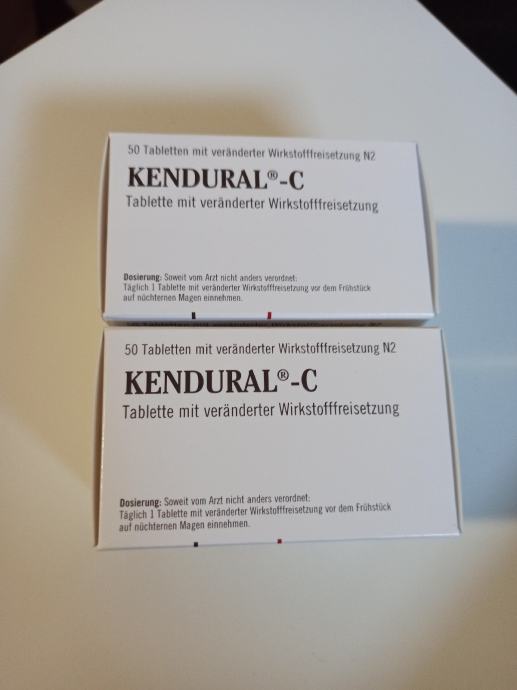 50 Tabletten mit veränderter Wirkstofffreisetzung N2
KENDURAL®-C
Tablette mit veränderter Wirkstofffreisetzung
Dosierung: Soweit vom Arzt nicht anders verordnet:
Täglich 1 Tablette mit veränderter Wirkstofffreisetzung vor dem Frühstück
auf nüchternen Magen einnehmen.
50 Tabletten mit veränderter Wirkstofffreisetzung N2
KENDURAL®-C
Tablette mit veränderter Wirkstofffreisetzung
Dosierung: Soweit vom Arzt nicht anders verordnet:
Täglich 1 Tablette mit veränderter Wirkstofffreisetzung vor dem Frühstück
auf nüchternen Magen einnehmen.